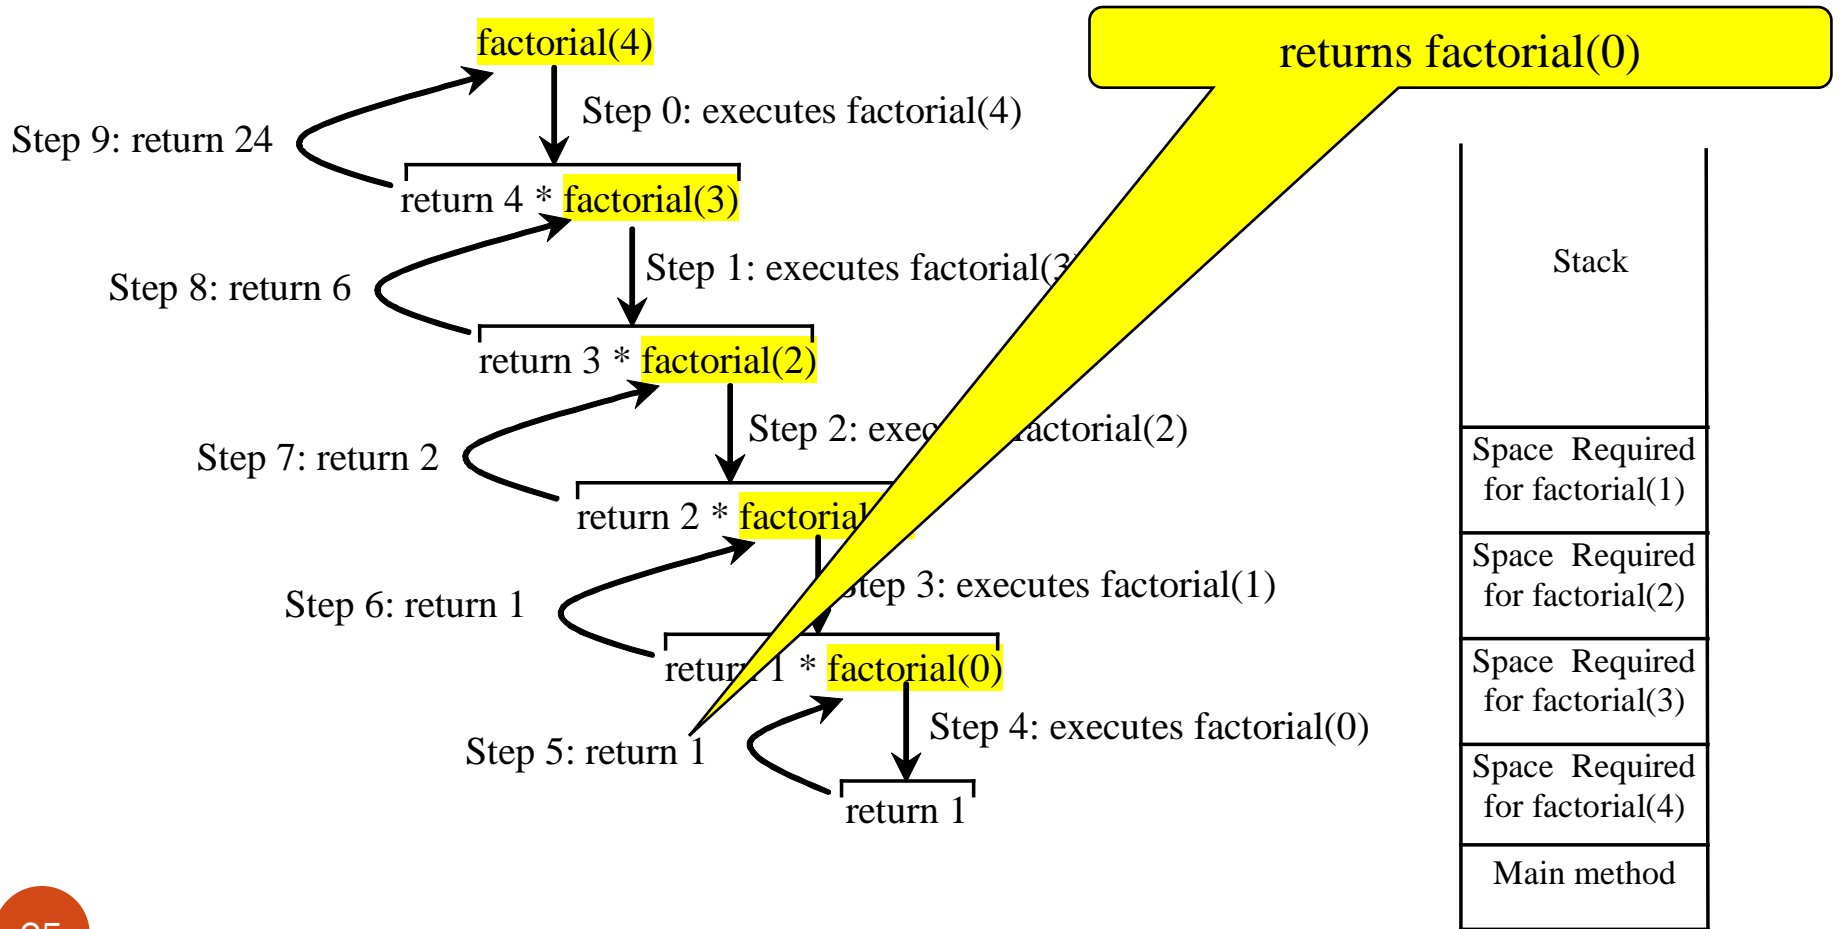 returns factorial(0)
factorial(4)
Step 0: executes factorial(4)
Step 9: return 24
return 4 * factorial(3)
Step 1: executes factorial(3
Step 8: return 6
return 3 * factorial(2)
Step 2: factorial(2)
Step 7: return 2
return 2 * factorial
Step 3: executes factorial(1)
Step 6: return 1
return 1 * factorial(0)
Step 4: executes factorial(0)
Step 5: return 1
return 1
Stack
Space Required
for factorial(1)
Space Required
for factorial(2)
Space Required
for factorial(3)
Space Required
for factorial(4)
Main method